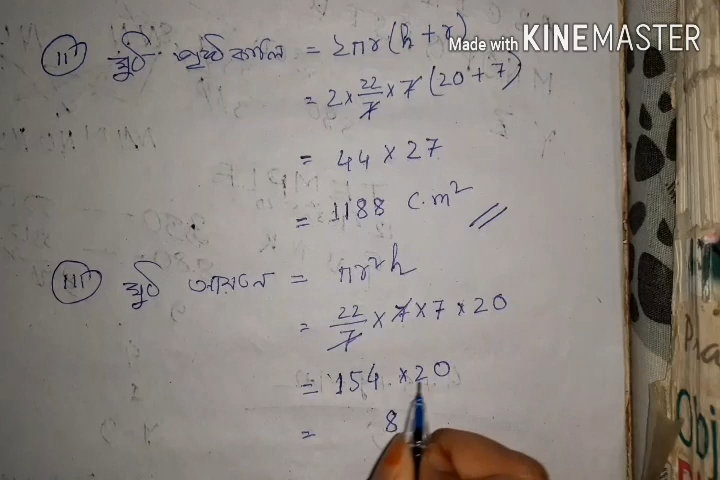 Made with KINEMASTER
(ii) মুঠ পৃষ্ঠকালি = 2πr (h + r)
= 2 × 22/7 × 7 (20 + 7)
= 44 × 27
= 1188 c.m²
(iii) মুঠ আয়তন = πr²h
= 22/7 × 7 × 7 × 20
= 154 × 20
= 8